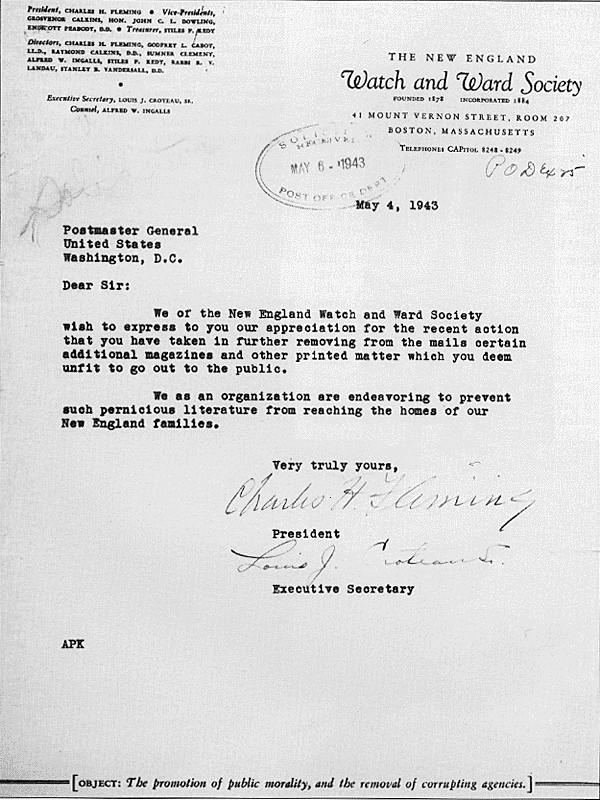 President, CHARLES H. FLEMING • Vice-Presidents,
GROSVENOR CALKINS, HON. JOHN C. L. DOWLING,
ENDICOTT PEABODY, D.D. • Treasurer, STILES P. KEDY
Directors, CHARLES H. FLEMING, GODFREY L. CABOT,
LL.D., RAYMOND CALKINS, D.D., SUMNER CLEMENT,
ALFRED W. INGALLS, STILES P. KEDY, RABBI B. V.
LANDAU, STANLEY B. VANDERSALL, D.D.
•
Executive Secretary, LOUIS J. CROTEAU, SR.
Counsel, ALFRED W. INGALLS
THE NEW ENGLAND
Watch and Ward Society
FOUNDED 1878 INCORPORATED 1884
41 MOUNT VERNON STREET, ROOM 207
BOSTON, MASSACHUSETTS
TELEPHONE: CAPITOL 8248 - 8249
RECEIVED
MAY 6 - 1943
POST OFFICE DEPT
May 4, 1943
Postmaster General
United States
Washington, D.C.
Dear Sir:
We of the New England Watch and Ward Society
wish to express to you our appreciation for the recent action
that you have taken in further removing from the mails certain
additional magazines and other printed matter which you deem
unfit to go out to the public.
We as an organization are endeavoring to prevent
such pernicious literature from reaching the homes of our
New England families.
Very truly yours,
Charles H. Fleming
President
Louis J. Croteau Sr.
Executive Secretary
APK
[OBJECT: The promotion of public morality, and the removal of corrupting agencies.]